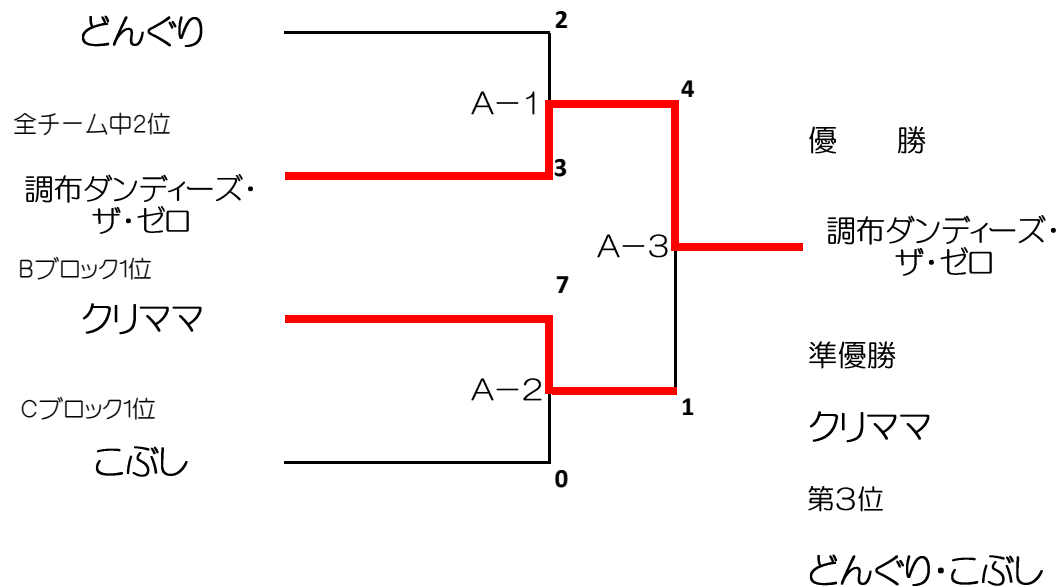 どんぐり
2
A-1
4
全チーム中2位
優　勝
3
調布ダンディーズ・
ザ・ゼロ
A-3
調布ダンディーズ・
ザ・ゼロ
Bブロック1位
7
クリママ
準優勝
A-2
1
Cブロック1位
クリママ
こぶし
0
第3位
どんぐり・こぶし